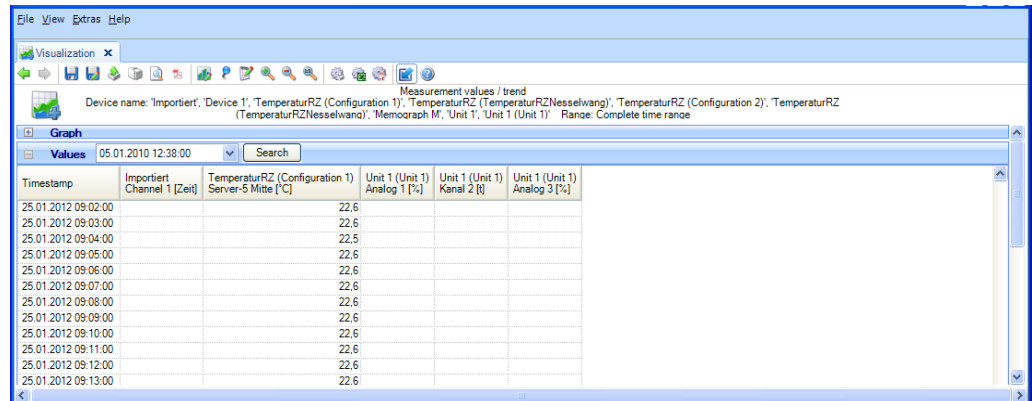 File View Extras Help
Visualization
Measurement values / trend
Device name: 'Importiert', 'Device 1', 'TemperaturRZ (Configuration 1)', 'TemperaturRZ (TemperaturRZNesselwang)', 'TemperaturRZ (Configuration 2)', 'TemperaturRZ
(TemperaturRZNesselwang)', 'Memograph M', 'Unit 1', 'Unit 1 (Unit 1)' Range: Complete time range
Graph
Values 05.01.2010 12:38:00 Search
Timestamp Importiert Channel 1 [Zeit] TemperaturRZ (Configuration 1) Server-5 Mitte [°C] Unit 1 (Unit 1) Analog 1 [%] Unit 1 (Unit 1) Kanal 2 [t] Unit 1 (Unit 1) Analog 3 [%]
25.01.2012 09:02:00 22,6
25.01.2012 09:03:00 22,6
25.01.2012 09:04:00 22,5
25.01.2012 09:05:00 22,6
25.01.2012 09:06:00 22,6
25.01.2012 09:07:00 22,6
25.01.2012 09:08:00 22,6
25.01.2012 09:09:00 22,6
25.01.2012 09:10:00 22,6
25.01.2012 09:11:00 22,6
25.01.2012 09:12:00 22,6
25.01.2012 09:13:00 22,6